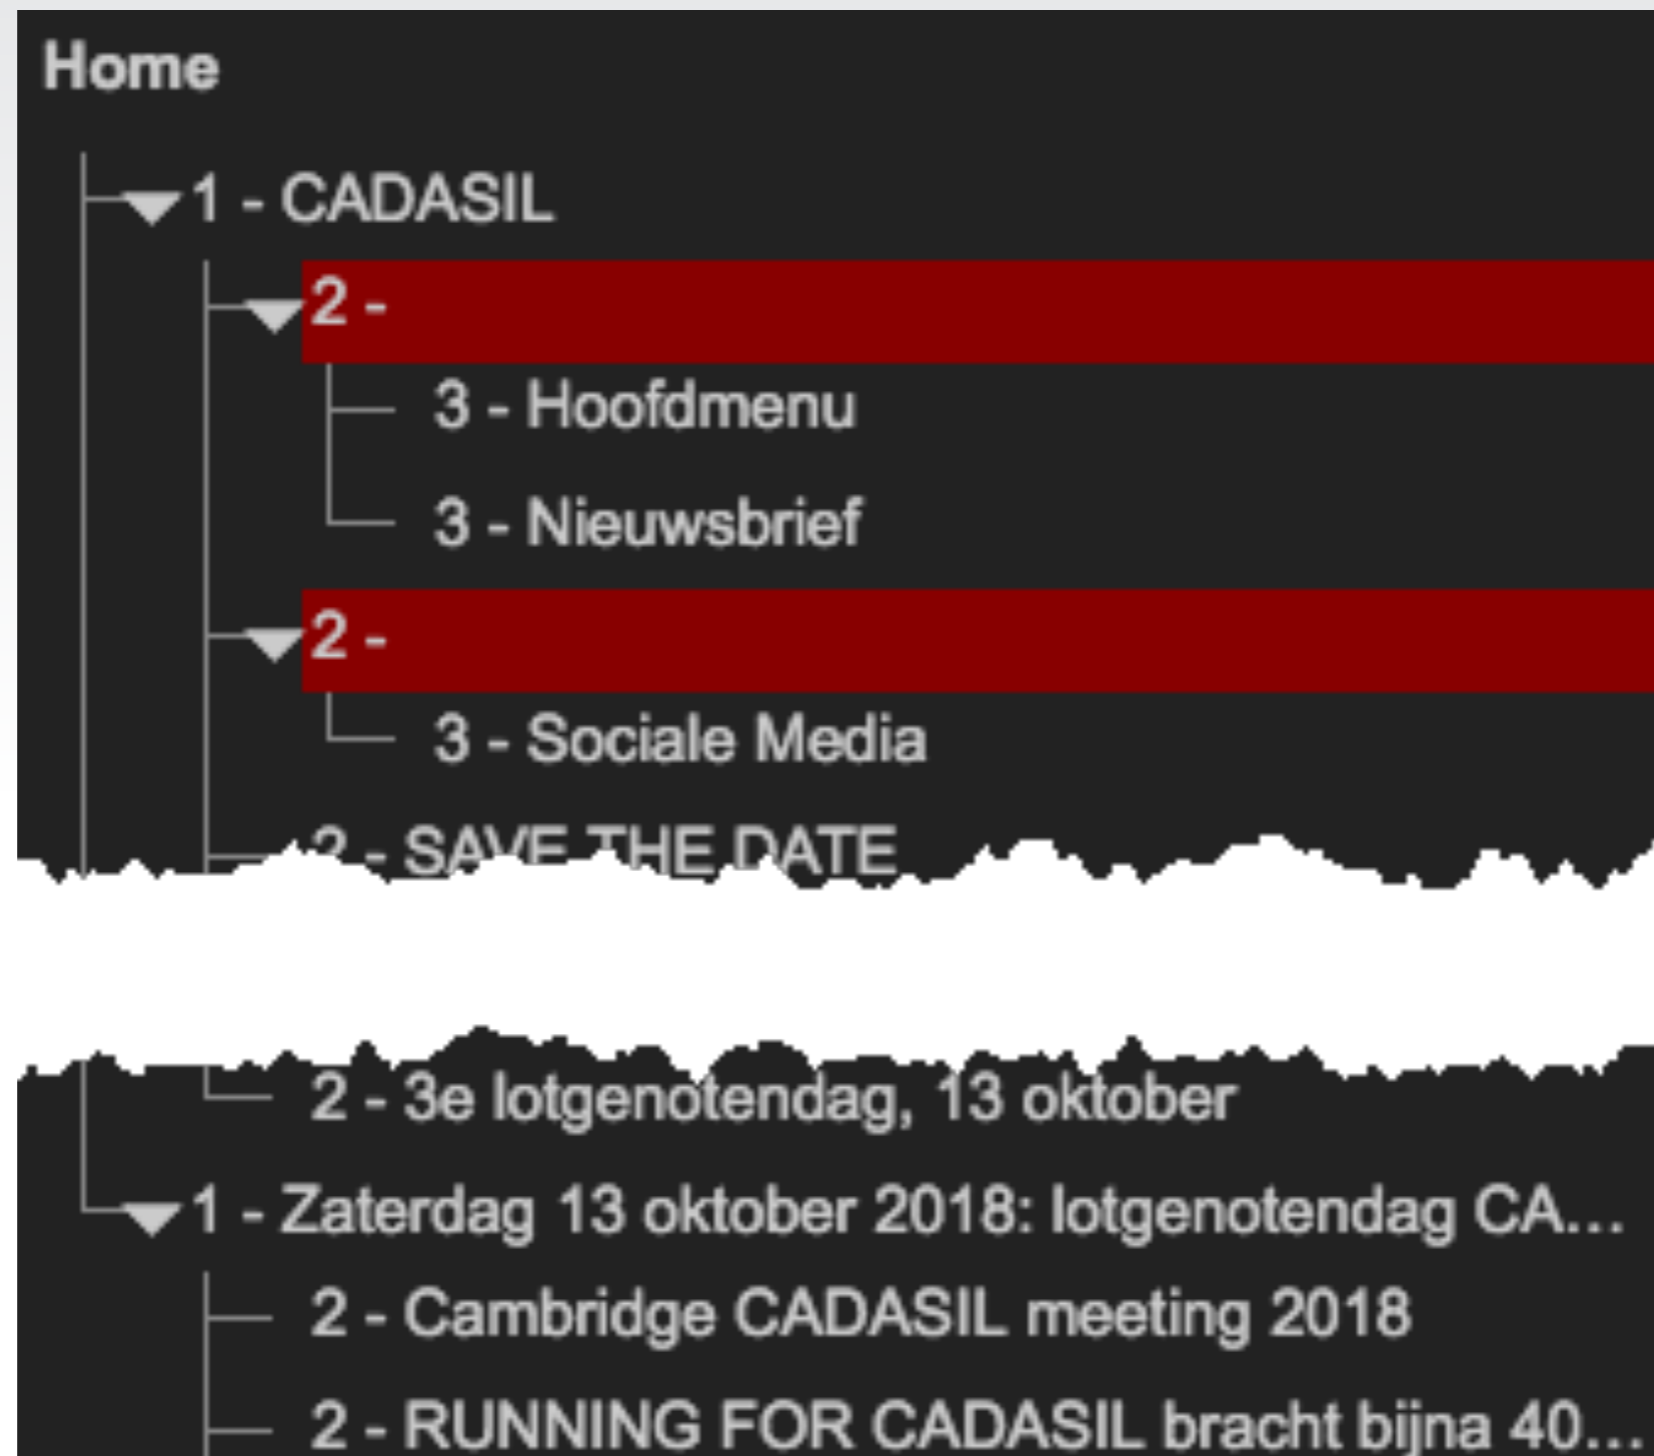 Home
1 - CADASIL
2 -
3 - Hoofdmenu
3 - Nieuwsbrief
2 -
3 - Sociale Media
2 - SAVE THE DATE
2 - 3e lotgenotendag, 13 oktober
1 - Zaterdag 13 oktober 2018: lotgenotendag CA…
2 - Cambridge CADASIL meeting 2018
2 - RUNNING FOR CADASIL bracht bijna 40…